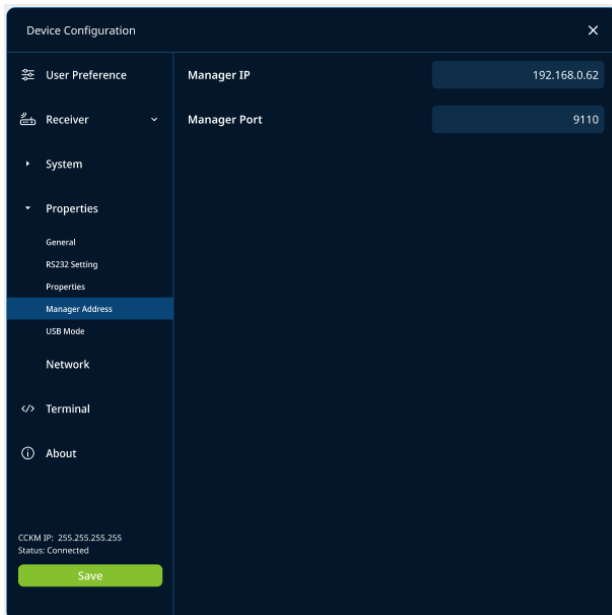 Device Configuration
User Preference
Receiver
System
Properties
General
RS232 Setting
Properties
Manager Address
USB Mode
Network
Terminal
About
CCKM IP: 255.255.255.255
Status: Connected
Save
Manager IP 192.168.0.62
Manager Port 9110